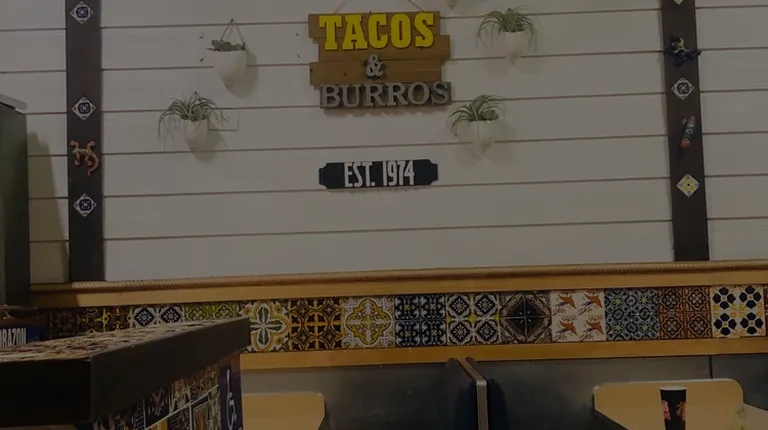 TACOS
&
BURROS
EST. 1974